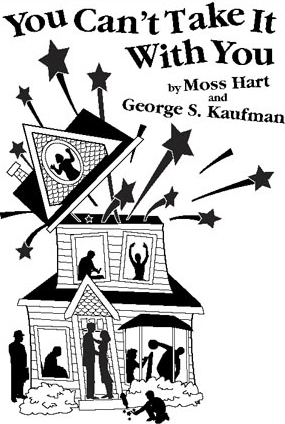 You Can't Take It
With You
by Moss Hart
and
George S. Kaufman